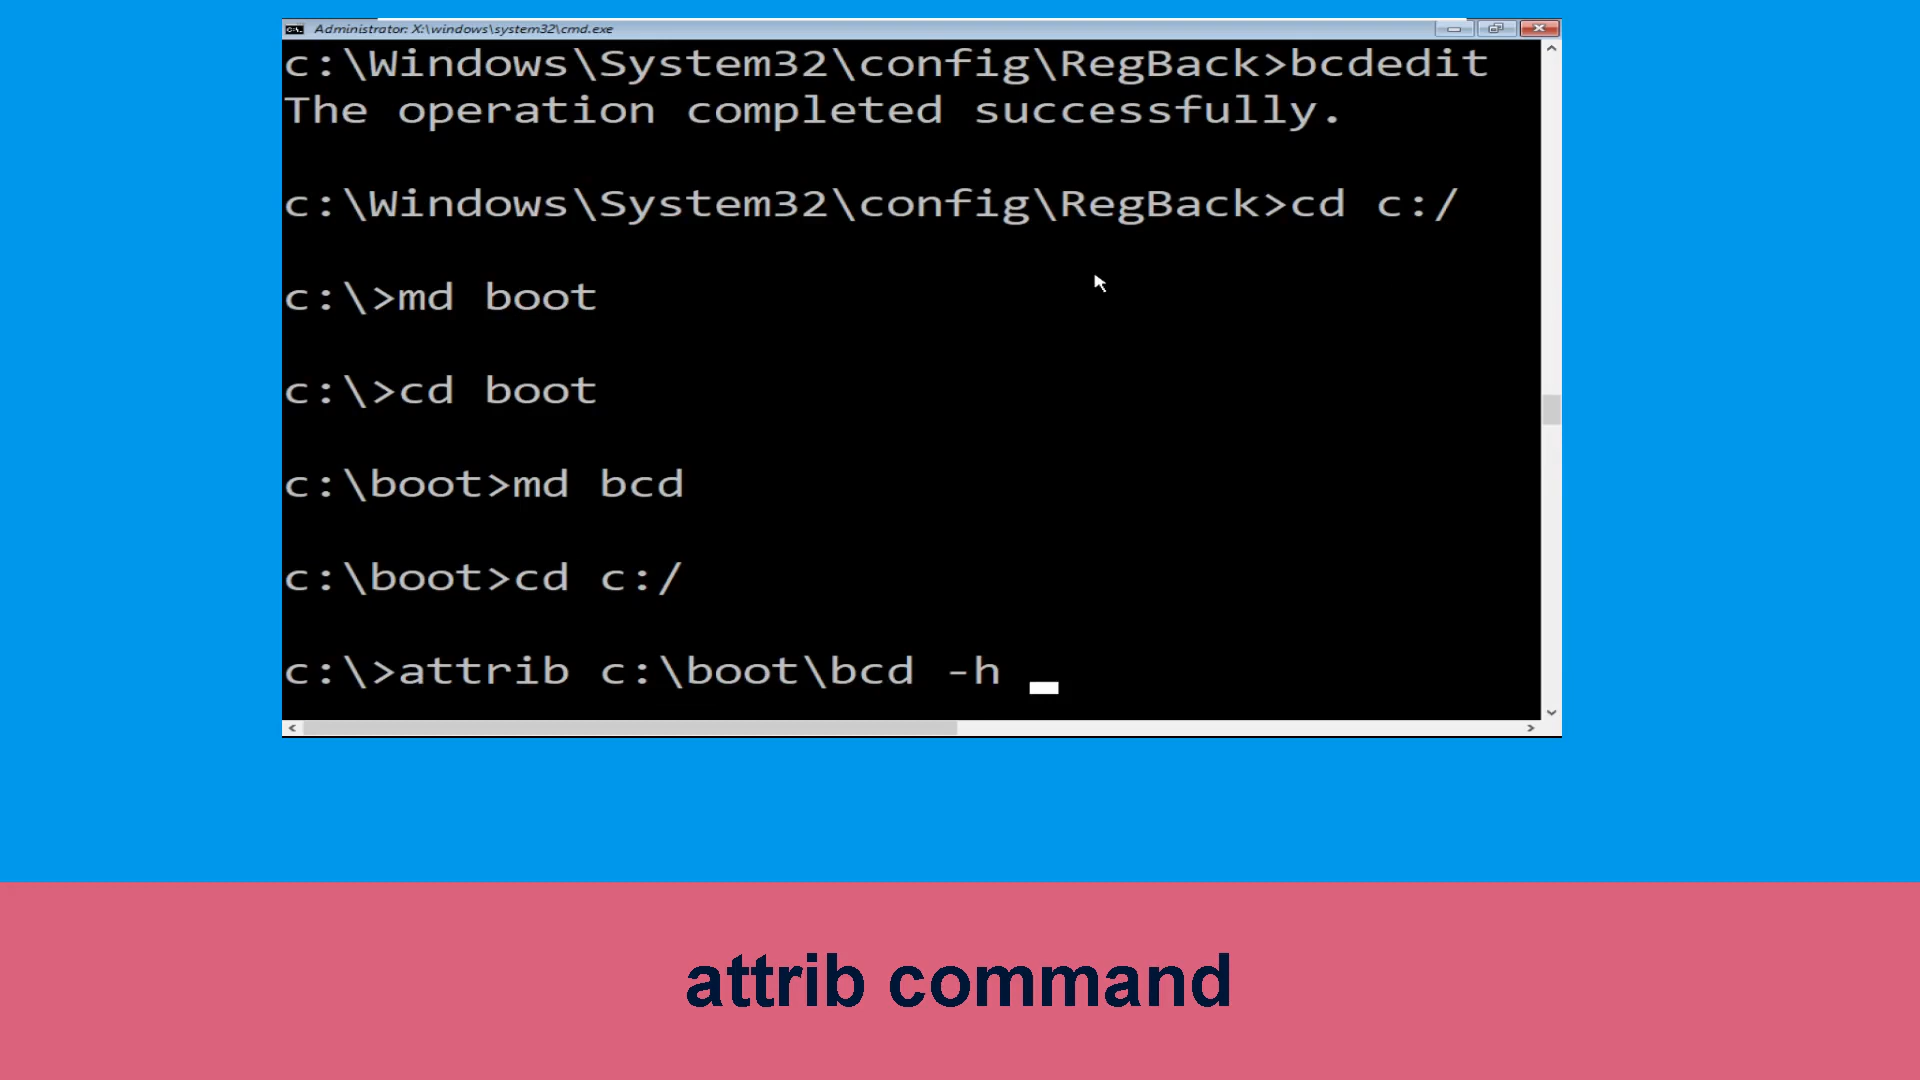 Administrator: X:\windows\system32\cmd.exe
c:\Windows\System32\config\RegBack>bcdedit
The operation completed successfully.
c:\Windows\System32\config\RegBack>cd c:/
c:\>md boot
c:\>cd boot
c:\boot>md bcd
c:\boot>cd c:/
c:\>attrib c:\boot\bcd -h
attrib command